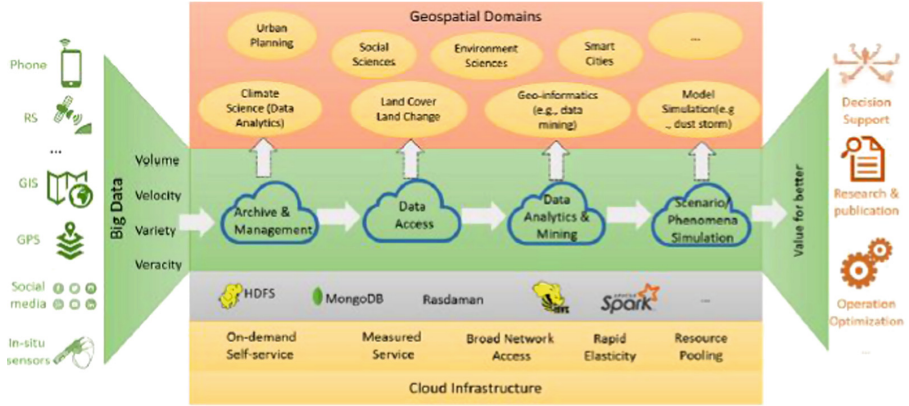 Geospatial Domains
Urban
Planning
Social
Sciences
Environment
Sciences
Smart
Cities
...
Climate
Science (Data
Analytics)
Land Cover
Land Change
Geo-informatics
(e.g., data
mining)
Model
Simulation(e.g
., dust storm)
Phone
RS
...
GIS
GPS
Social
media
In-situ
sensors
Big Data
Volume
Velocity
Variety
Veracity
Archive &
Management
Data
Access
Data
Analytics &
Mining
Scenario/
Phenomena
Simulation
Value for better
Decision
Support
Research &
publication
Operation
Optimization
...
HDFS
MongoDB
Rasdaman
Spark
...
On-demand
Self-service
Measured
Service
Broad Network
Access
Rapid
Elasticity
Resource
Pooling
Cloud Infrastructure